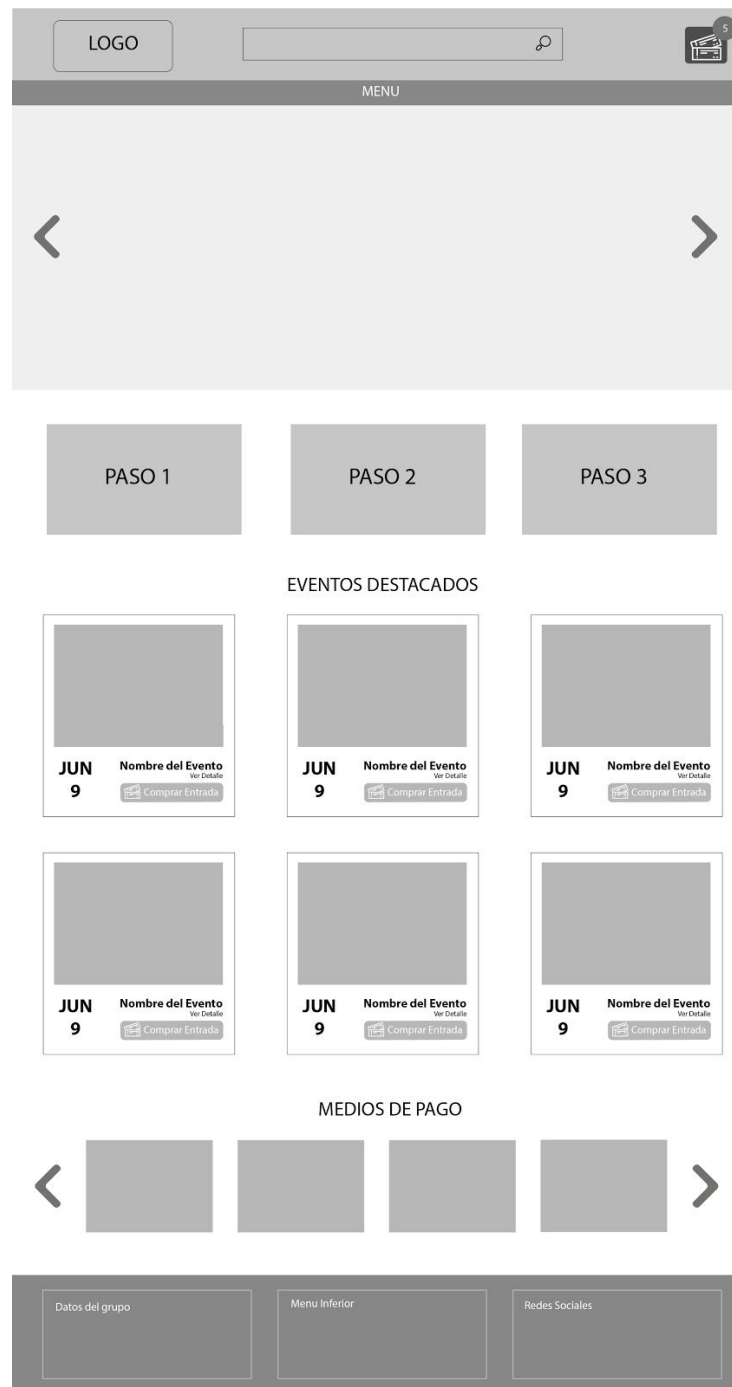 LOGO
5
MENU
PASO 1
PASO 2
PASO 3
EVENTOS DESTACADOS
JUN
9
Nombre del Evento
Ver Detalle
Comprar Entrada
JUN
9
Nombre del Evento
Ver Detalle
Comprar Entrada
JUN
9
Nombre del Evento
Ver Detalle
Comprar Entrada
JUN
9
Nombre del Evento
Ver Detalle
Comprar Entrada
JUN
9
Nombre del Evento
Ver Detalle
Comprar Entrada
JUN
9
Nombre del Evento
Ver Detalle
Comprar Entrada
MEDIOS DE PAGO
Datos del grupo
Menu Inferior
Redes Sociales